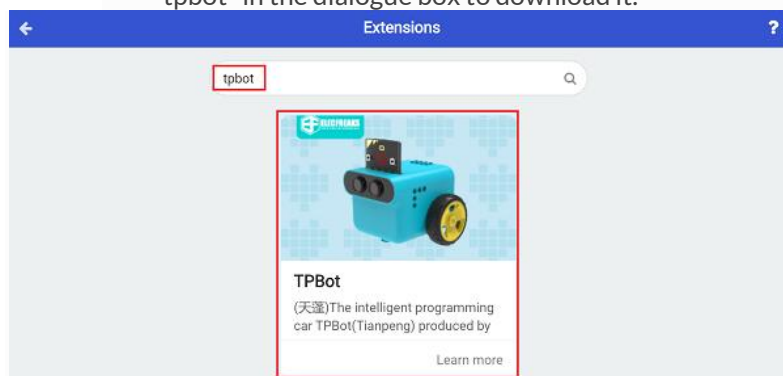 tpbot" in the dialogue box to download it.
Extensions
?
tpbot
ELECFREAKS
TPBot
(天蓬)The intelligent programming
car TPBot(Tianpeng) produced by
Learn more